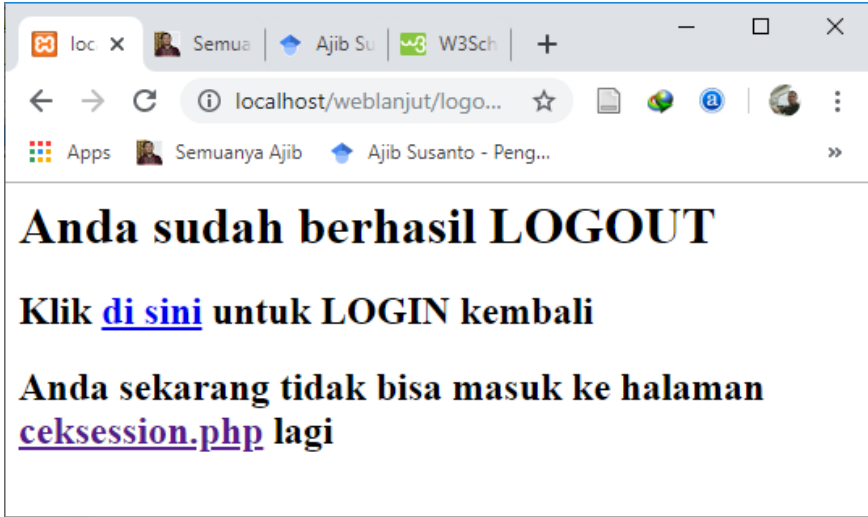 loc
Semua
Ajib Su
W3Sch
localhost/weblanjut/logo...
Apps
Semuanya Ajib
Ajib Susanto - Peng...
Anda sudah berhasil LOGOUT
Klik di sini untuk LOGIN kembali
Anda sekarang tidak bisa masuk ke halaman
ceksession.php lagi